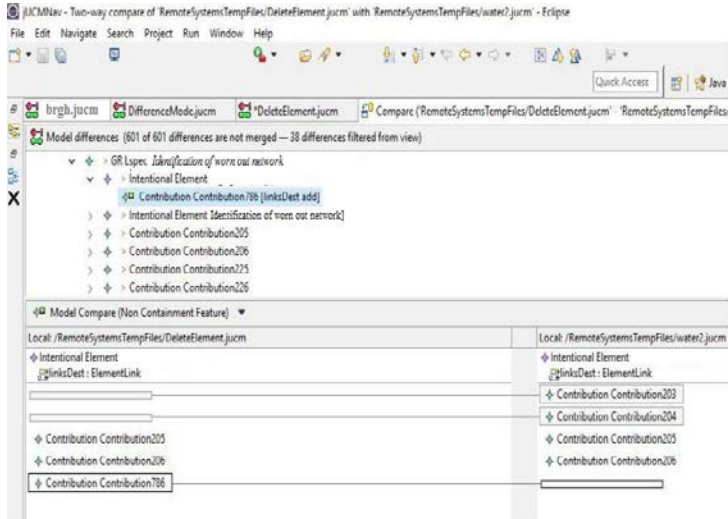 jUCMNav - Two-way compare of 'RemoteSystemsTempFiles/DeleteElement.jucm' with 'RemoteSystemsTempFiles/water2.jucm' - Eclipse
File Edit Navigate Search Project Run Window Help
Quick Access Java
brgh.jucm DifferenceMode.jucm *DeleteElement.jucm Compare ('RemoteSystemsTempFiles/DeleteElement.jucm' - 'RemoteSystemsTempFiles/
Model differences (601 of 601 differences are not merged — 38 differences filtered from view)
> GR Lspec Identification of worn out network
> Intentional Element
Contribution Contribution786 [linksDest add]
> Intentional Element Identification of worn out network]
> Contribution Contribution205
> Contribution Contribution206
> Contribution Contribution225
> Contribution Contribution226
Model Compare (Non Containment Feature)
Local: /RemoteSystemsTempFiles/DeleteElement.jucm Local: /RemoteSystemsTempFiles/water2.jucm
Intentional Element Intentional Element
linksDest : ElementLink linksDest : ElementLink
Contribution Contribution203
Contribution Contribution204
Contribution Contribution205 Contribution Contribution205
Contribution Contribution206 Contribution Contribution206
Contribution Contribution786